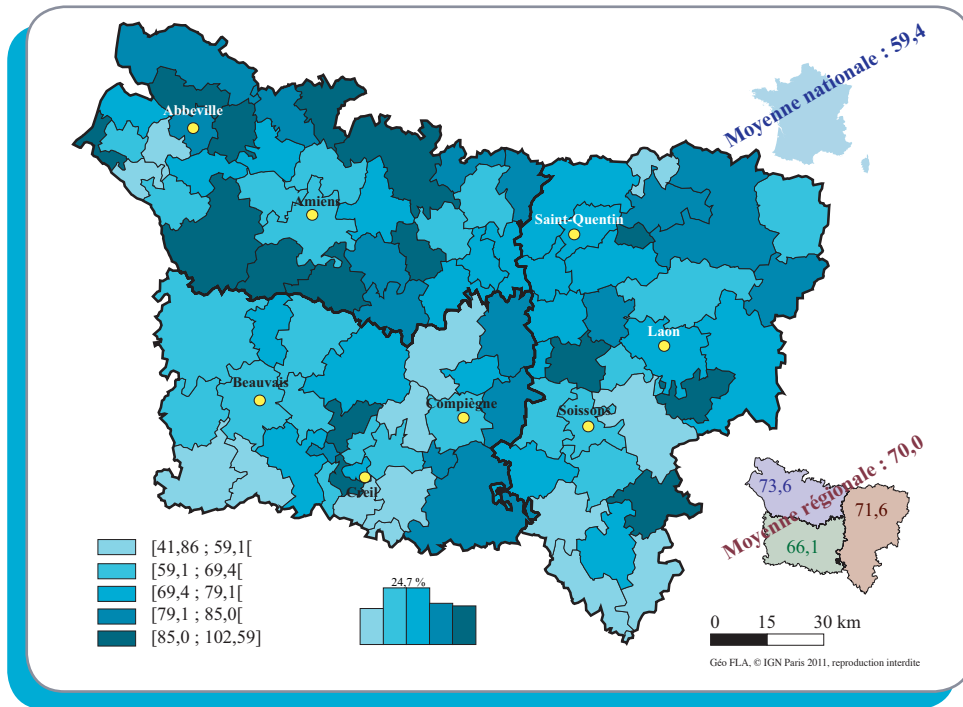 Moyenne nationale : 59,4
Abbeville
Amiens
Saint-Quentin
Laon
Beauvais
Compiègne
Soissons
Creil
Moyenne régionale : 70,0
73,6
71,6
66,1
[41,86 ; 59,1[
[59,1 ; 69,4[
[69,4 ; 79,1[
[79,1 ; 85,0[
[85,0 ; 102,59]
24,7 %
0 15 30 km
Géo FLA, © IGN Paris 2011, reproduction interdite